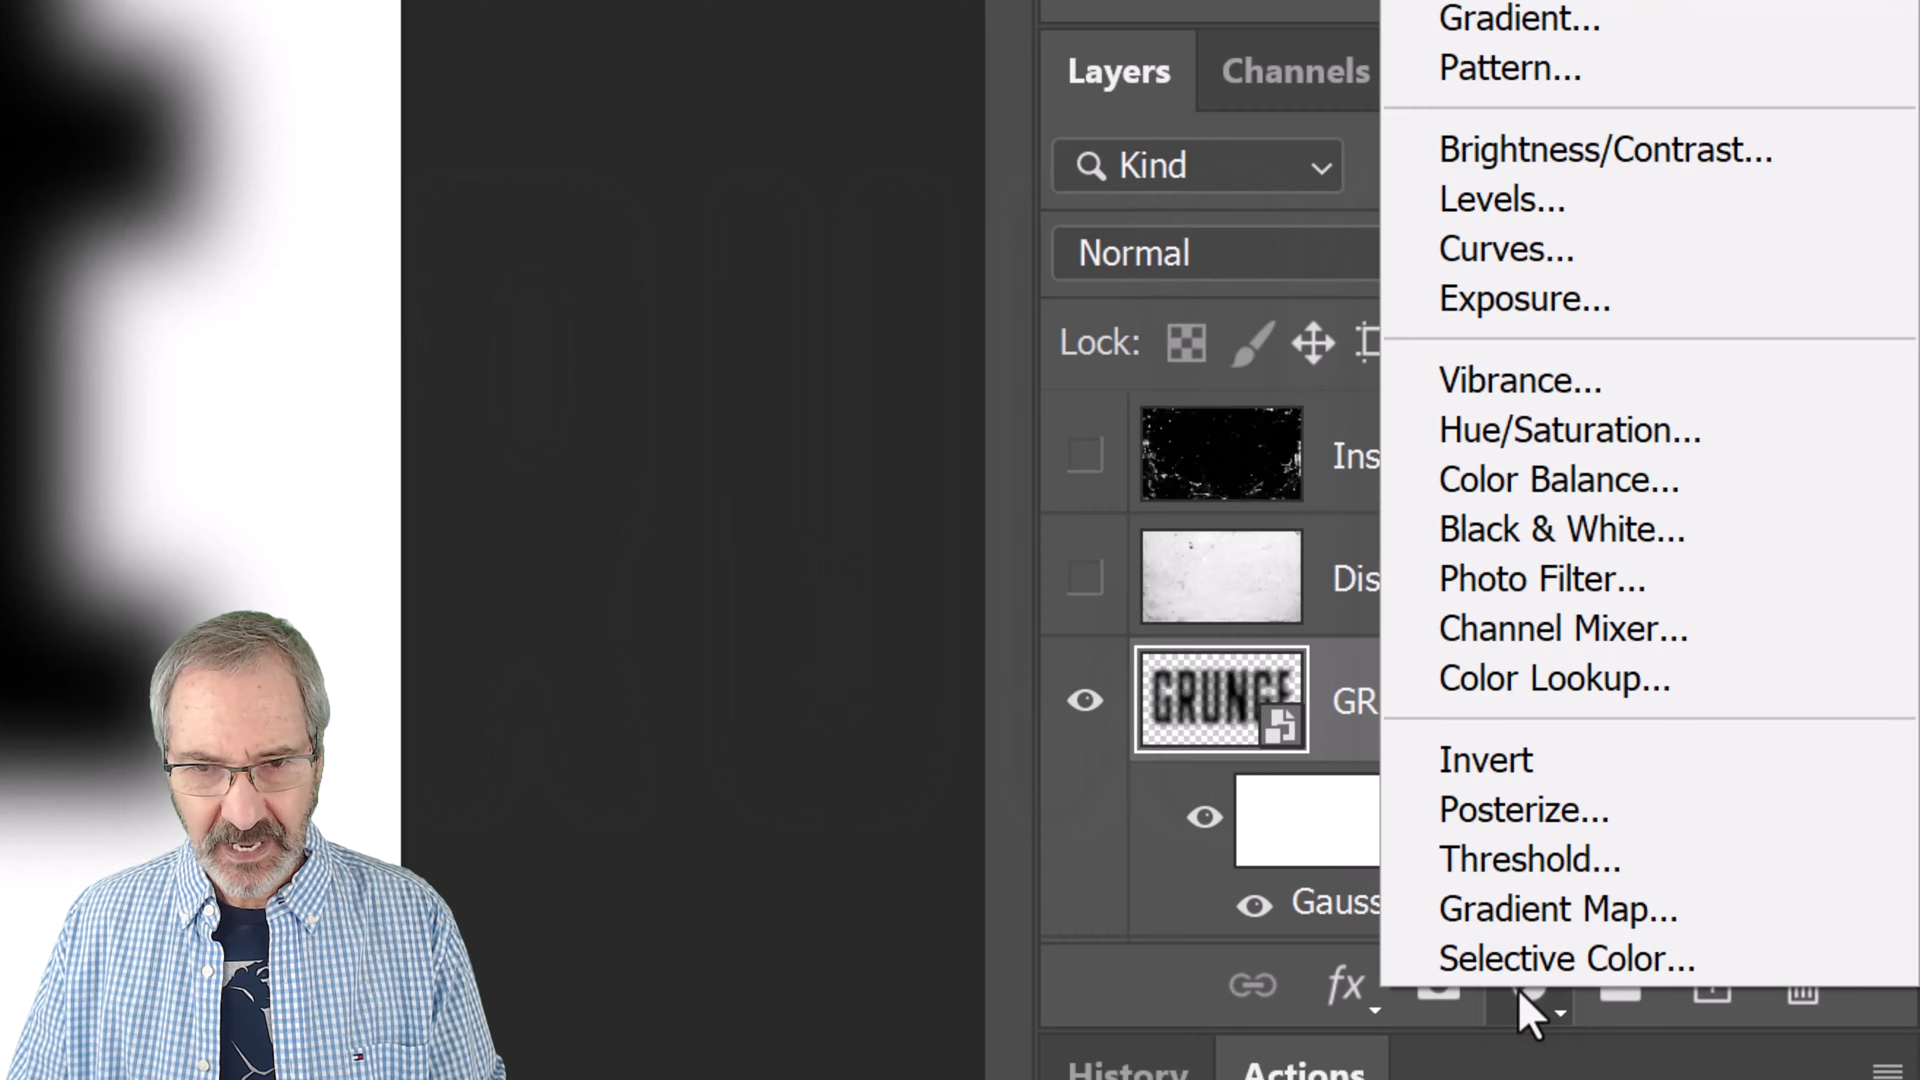 Gradient...
Pattern...
Layers
Channels
Kind
Normal
Lock:
Ins
Dis
GRUNGE
GR
Gauss
Brightness/Contrast...
Levels...
Curves...
Exposure...
Vibrance...
Hue/Saturation...
Color Balance...
Black & White...
Photo Filter...
Channel Mixer...
Color Lookup...
Invert
Posterize...
Threshold...
Gradient Map...
Selective Color...
fx
History
Actions